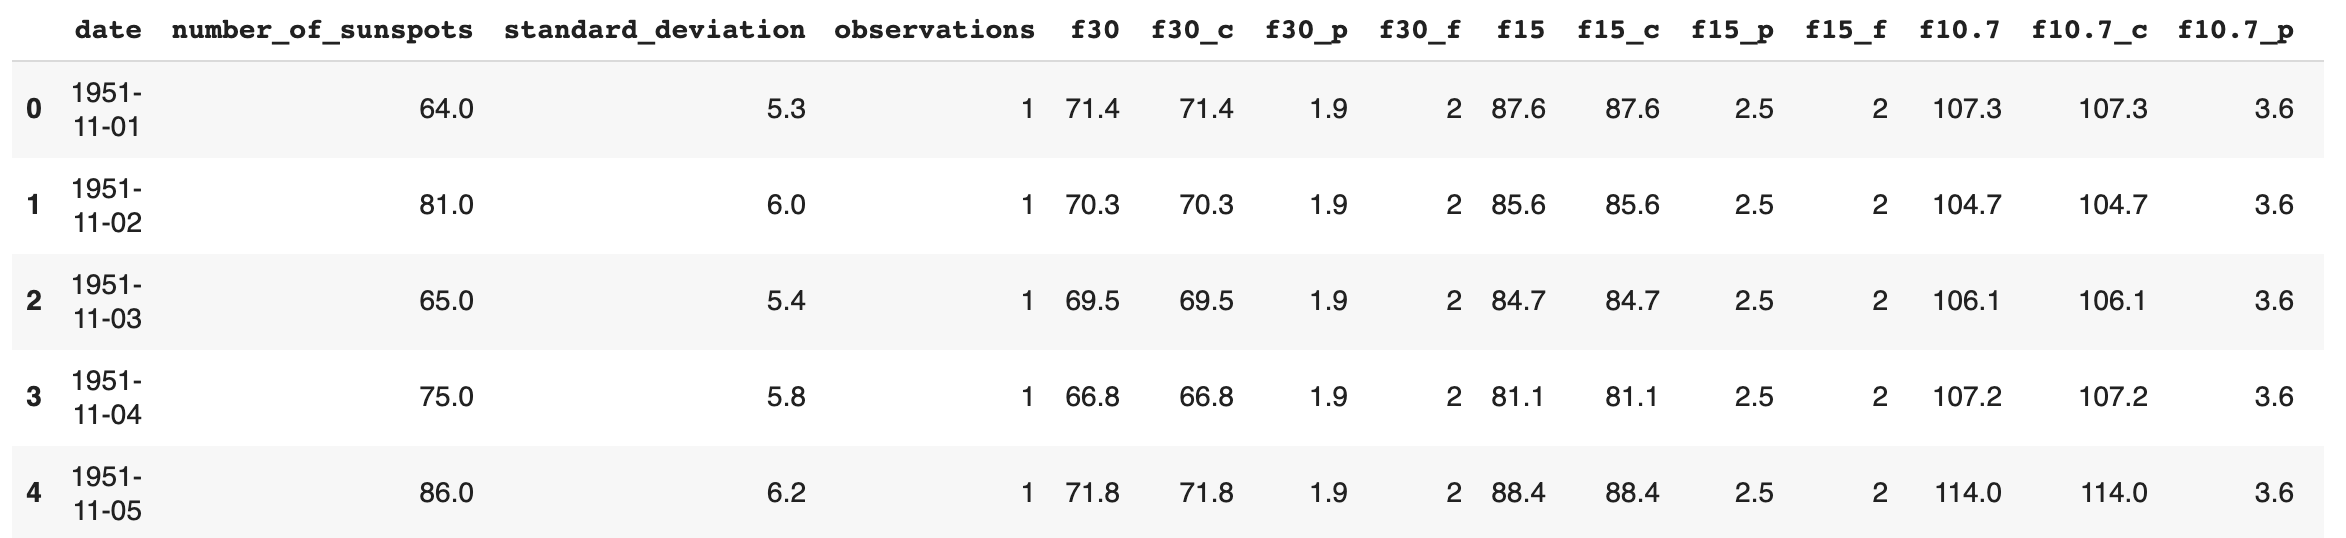 date number_of_sunspots standard_deviation observations f30 f30_c f30_p f30_f f15 f15_c f15_p f15_f f10.7 f10.7_c f10.7_p
0 1951-11-01 64.0 5.3 1 71.4 71.4 1.9 2 87.6 87.6 2.5 2 107.3 107.3 3.6
1 1951-11-02 81.0 6.0 1 70.3 70.3 1.9 2 85.6 85.6 2.5 2 104.7 104.7 3.6
2 1951-11-03 65.0 5.4 1 69.5 69.5 1.9 2 84.7 84.7 2.5 2 106.1 106.1 3.6
3 1951-11-04 75.0 5.8 1 66.8 66.8 1.9 2 81.1 81.1 2.5 2 107.2 107.2 3.6
4 1951-11-05 86.0 6.2 1 71.8 71.8 1.9 2 88.4 88.4 2.5 2 114.0 114.0 3.6